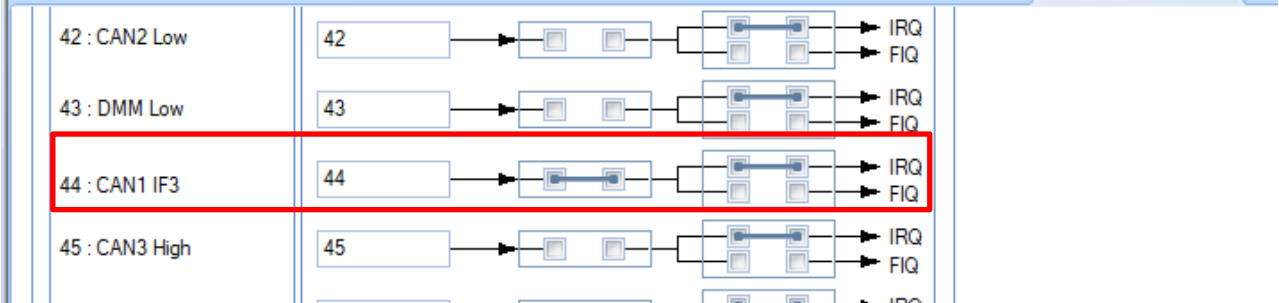 42 : CAN2 Low 42 IRQ
FIQ
43 : DMM Low 43 IRQ
FIQ
44 : CAN1 IF3 44 IRQ
FIQ
45 : CAN3 High 45 IRQ
FIQ